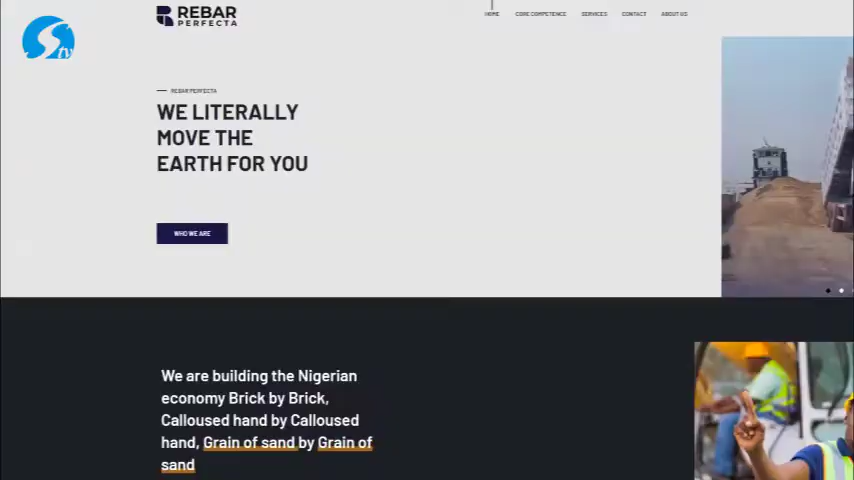 REBAR
PERFECTA
HOME CORE COMPETENCE SERVICES CONTACT ABOUT US
tv
REBAR PERFECTA
WE LITERALLY
MOVE THE
EARTH FOR YOU
WHO WE ARE
We are building the Nigerian
economy Brick by Brick,
Calloused hand by Calloused
hand, Grain of sand by Grain of
sand